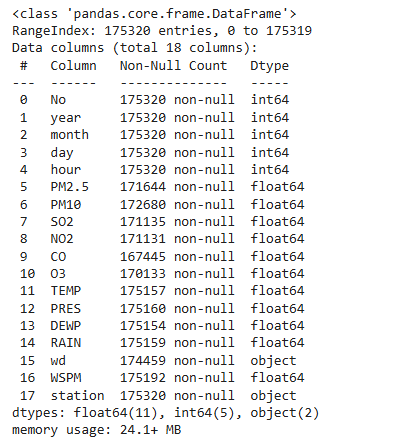 <class 'pandas.core.frame.DataFrame'>
RangeIndex: 175320 entries, 0 to 175319
Data columns (total 18 columns):
 #   Column   Non-Null Count   Dtype
---  ------   --------------   -----
 0   No       175320 non-null  int64
 1   year     175320 non-null  int64
 2   month    175320 non-null  int64
 3   day      175320 non-null  int64
 4   hour     175320 non-null  int64
 5   PM2.5    171644 non-null  float64
 6   PM10     172680 non-null  float64
 7   SO2      171135 non-null  float64
 8   NO2      171131 non-null  float64
 9   CO       167445 non-null  float64
 10  O3       170133 non-null  float64
 11  TEMP     175157 non-null  float64
 12  PRES     175160 non-null  float64
 13  DEWP     175154 non-null  float64
 14  RAIN     175159 non-null  float64
 15  wd       174459 non-null  object
 16  WSPM     175192 non-null  float64
 17  station  175320 non-null  object
dtypes: float64(11), int64(5), object(2)
memory usage: 24.1+ MB